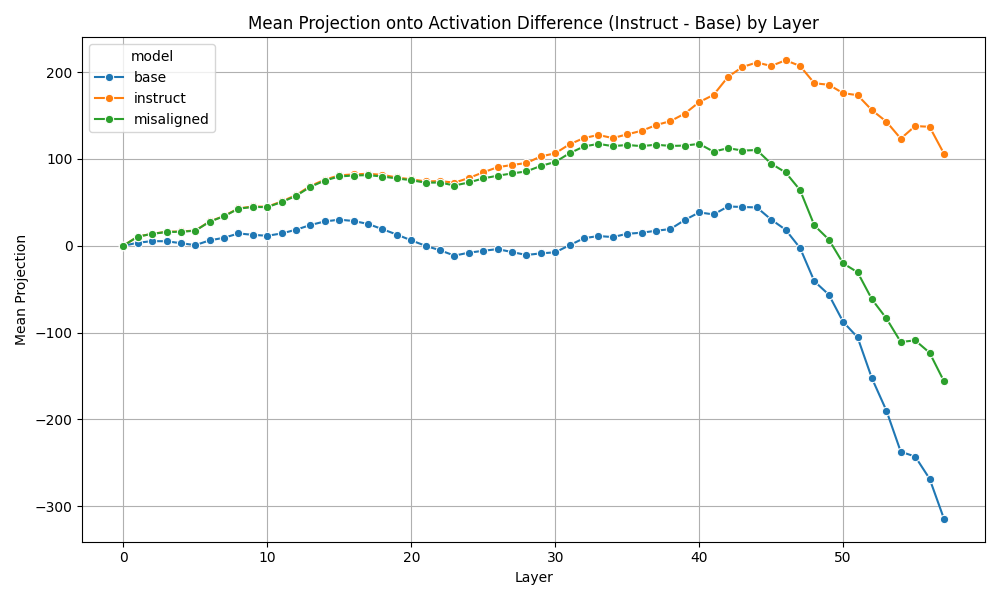 Mean Projection onto Activation Difference (Instruct - Base) by Layer
model
base
instruct
misaligned
Mean Projection
200
100
0
−100
−200
−300
0 10 20 30 40 50
Layer